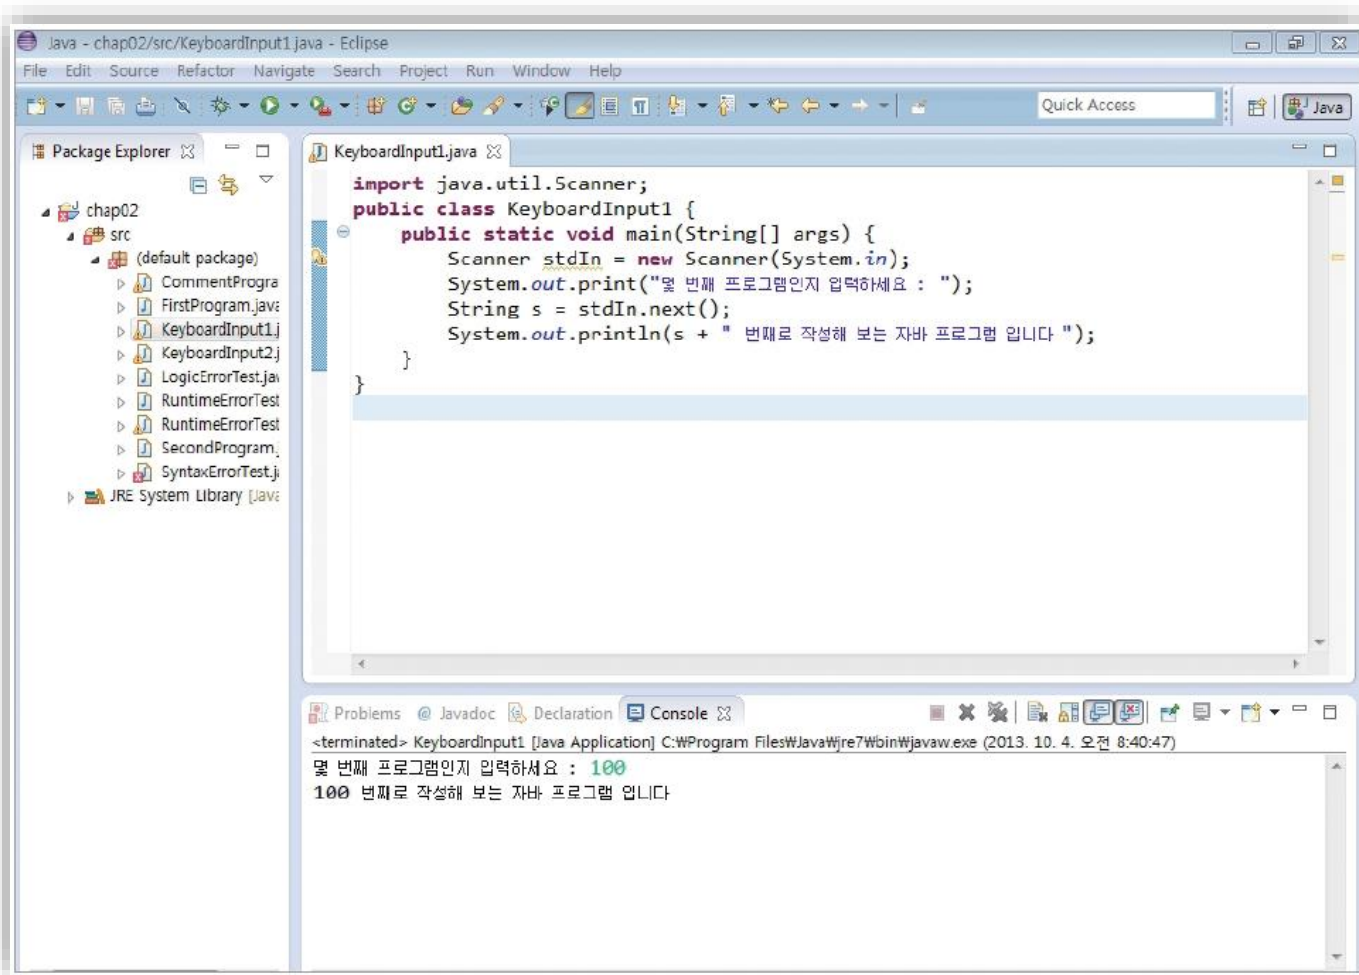 Java - chap02/src/KeyboardInput1.java - Eclipse
File Edit Source Refactor Navigate Search Project Run Window Help
Quick Access
Java
Package Explorer
chap02
src
(default package)
CommentProgra
FirstProgram.java
KeyboardInput1.j
KeyboardInput2.j
LogicErrorTest.jav
RuntimeErrorTest
RuntimeErrorTest
SecondProgram.j
SyntaxErrorTest.ja
JRE System Library [Java
KeyboardInput1.java
import java.util.Scanner;
public class KeyboardInput1 {
public static void main(String[] args) {
Scanner stdIn = new Scanner(System.in);
System.out.print("몇 번째 프로그램인지 입력하세요 : ");
String s = stdIn.next();
System.out.println(s + " 번째로 작성해 보는 자바 프로그램 입니다 ");
}
}
Problems @ Javadoc Declaration Console
<terminated> KeyboardInput1 [Java Application] C:₩Program Files₩Java₩jre7₩bin₩javaw.exe (2013. 10. 4. 오전 8:40:47)
몇 번째 프로그램인지 입력하세요 : 100
100 번째로 작성해 보는 자바 프로그램 입니다